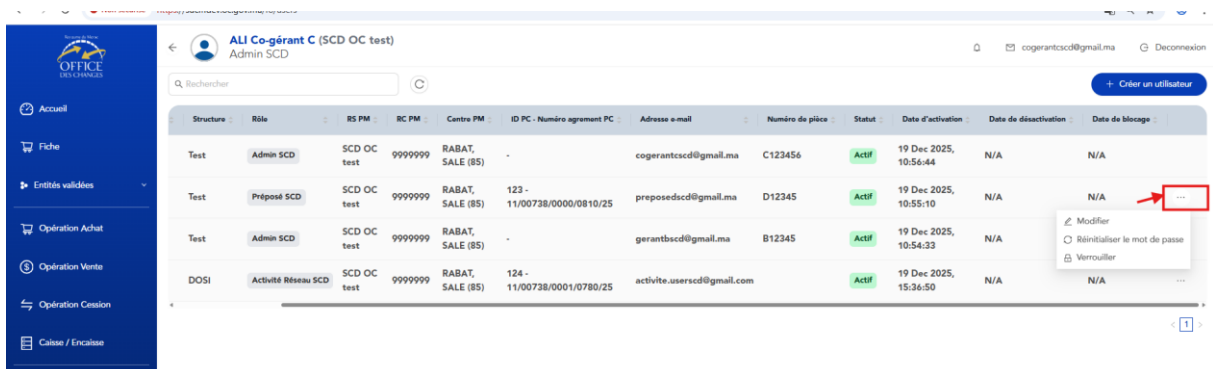 ALI Co-gérant C (SCD OC test)
Admin SCD
cogerantcscd@gmail.ma
Deconnexion
OFFICE
DES CHANGES
Rechercher
+ Créer un utilisateur
Accueil
Fiche
Entités validées
Opération Achat
Opération Vente
Opération Cession
Caisse / Encaisse
Structure Rôle RS PM RC PM Centre PM ID PC - Numéro agrement PC Adresse e-mail Numéro de pièce Statut Date d'activation Date de désactivation Date de blocage
Test Admin SCD SCD OC test 9999999 RABAT, SALE (85) - cogerantcscd@gmail.ma C123456 Actif 19 Dec 2025, 10:56:44 N/A N/A
Test Préposé SCD SCD OC test 9999999 RABAT, SALE (85) 123 - 11/00738/0000/0810/25 preposedscd@gmail.ma D12345 Actif 19 Dec 2025, 10:55:10 N/A N/A ...
Modifier
Réinitialiser le mot de passe
Verrouiller
Test Admin SCD SCD OC test 9999999 RABAT, SALE (85) - gerantbscd@gmail.ma B12345 Actif 19 Dec 2025, 10:54:33 N/A
DOSI Activité Réseau SCD SCD OC test 9999999 RABAT, SALE (85) 124 - 11/00738/0001/0780/25 activite.userscd@gmail.com Actif 19 Dec 2025, 15:36:50 N/A N/A ...
< 1 >